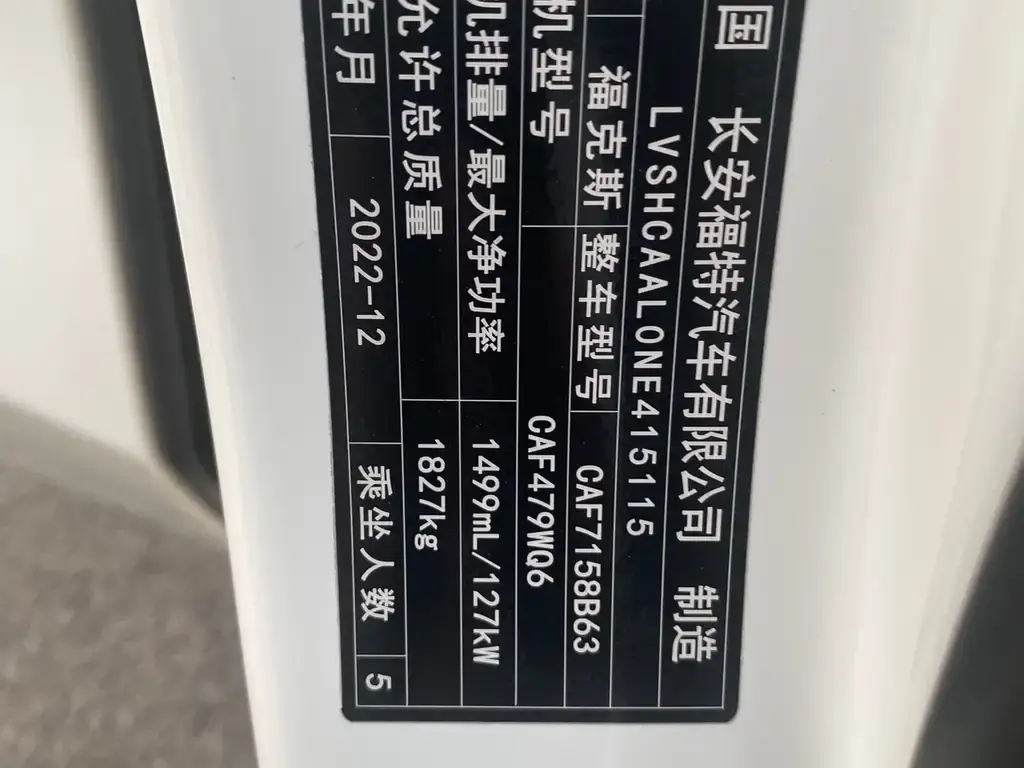 国 长安福特汽车有限公司 制造
LVSHCAAL0NE415115
福克斯 整车型号 CAF7158B63
机型号 CAF479WQ6
机排量/最大净功率 1499mL/127kW
允许总质量 1827kg
年月 2022-12 乘坐人数 5